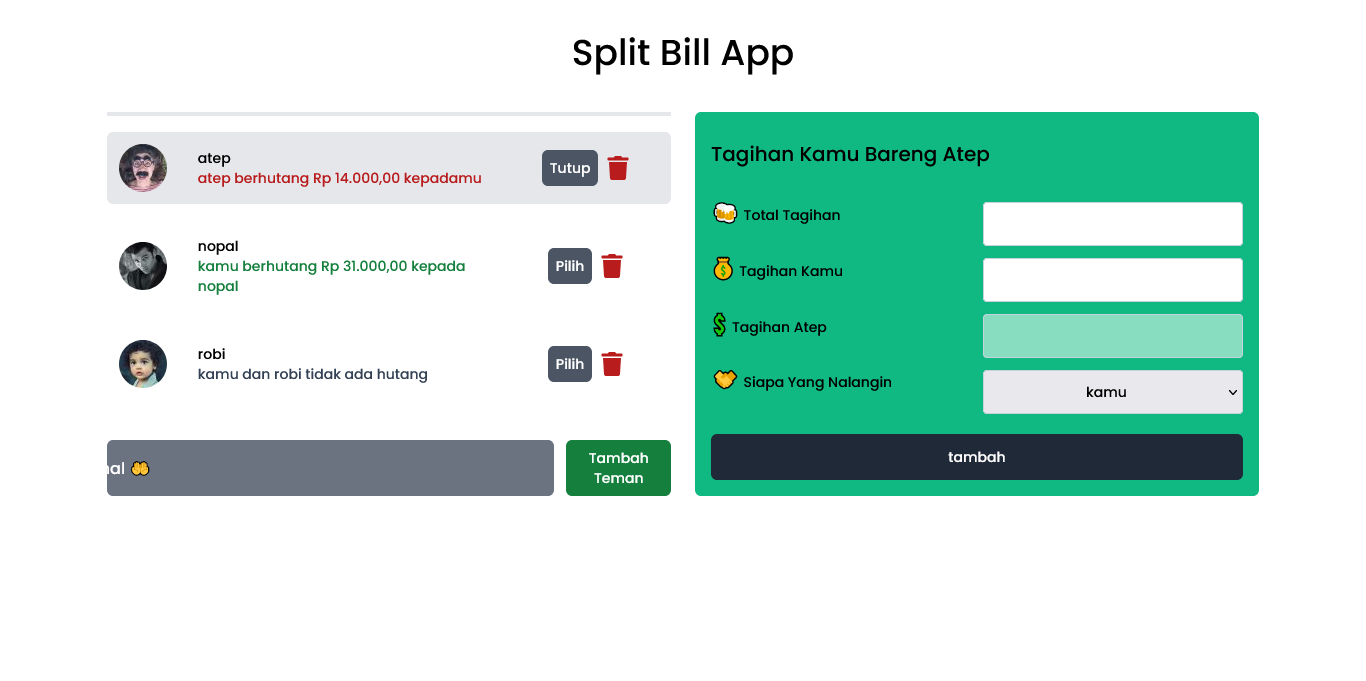 Split Bill App
atep
atep berhutang Rp 14.000,00 kepadamu
Tutup
nopal
kamu berhutang Rp 31.000,00 kepada
nopal
Pilih
robi
kamu dan robi tidak ada hutang
Pilih
Tambah
Teman
Tagihan Kamu Bareng Atep
Total Tagihan
Tagihan Kamu
Tagihan Atep
Siapa Yang Nalangin
kamu
tambah